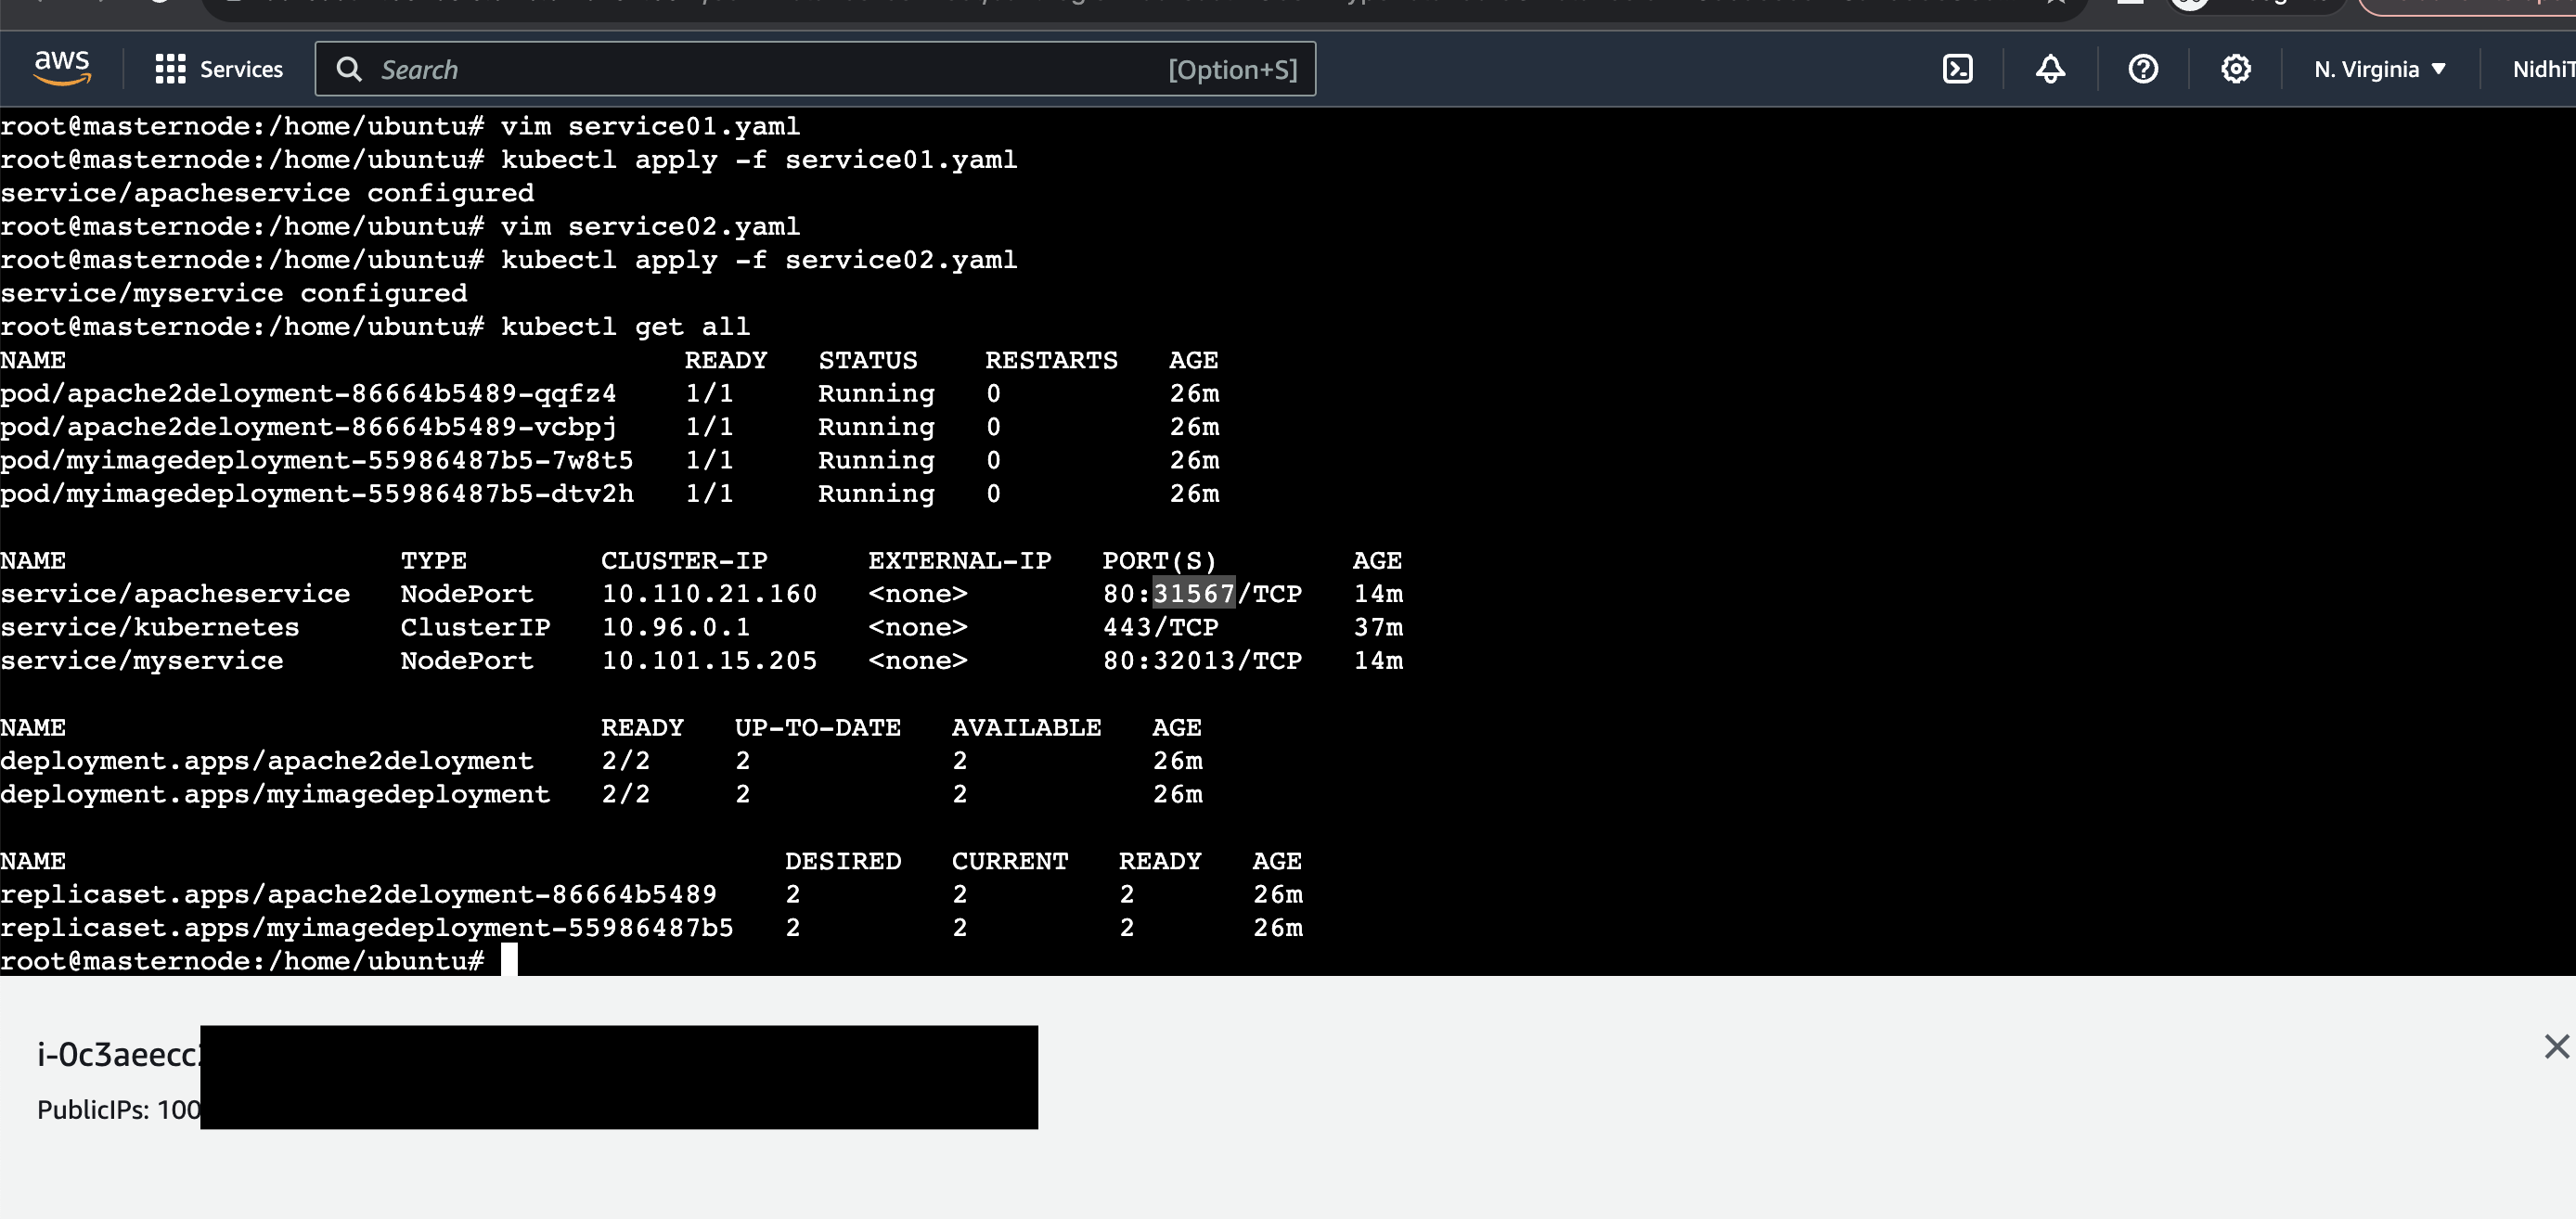 aws Services Search [Option+S] N. Virginia NidhiT
root@masternode:/home/ubuntu# vim service01.yaml
root@masternode:/home/ubuntu# kubectl apply -f service01.yaml
service/apacheservice configured
root@masternode:/home/ubuntu# vim service02.yaml
root@masternode:/home/ubuntu# kubectl apply -f service02.yaml
service/myservice configured
root@masternode:/home/ubuntu# kubectl get all
NAME READY STATUS RESTARTS AGE
pod/apache2deloyment-86664b5489-qqfz4 1/1 Running 0 26m
pod/apache2deloyment-86664b5489-vcbpj 1/1 Running 0 26m
pod/myimagedeployment-55986487b5-7w8t5 1/1 Running 0 26m
pod/myimagedeployment-55986487b5-dtv2h 1/1 Running 0 26m
NAME TYPE CLUSTER-IP EXTERNAL-IP PORT(S) AGE
service/apacheservice NodePort 10.110.21.160 <none> 80:31567/TCP 14m
service/kubernetes ClusterIP 10.96.0.1 <none> 443/TCP 37m
service/myservice NodePort 10.101.15.205 <none> 80:32013/TCP 14m
NAME READY UP-TO-DATE AVAILABLE AGE
deployment.apps/apache2deloyment 2/2 2 2 26m
deployment.apps/myimagedeployment 2/2 2 2 26m
NAME DESIRED CURRENT READY AGE
replicaset.apps/apache2deloyment-86664b5489 2 2 2 26m
replicaset.apps/myimagedeployment-55986487b5 2 2 2 26m
root@masternode:/home/ubuntu#
i-0c3aeecc
PublicIPs: 100